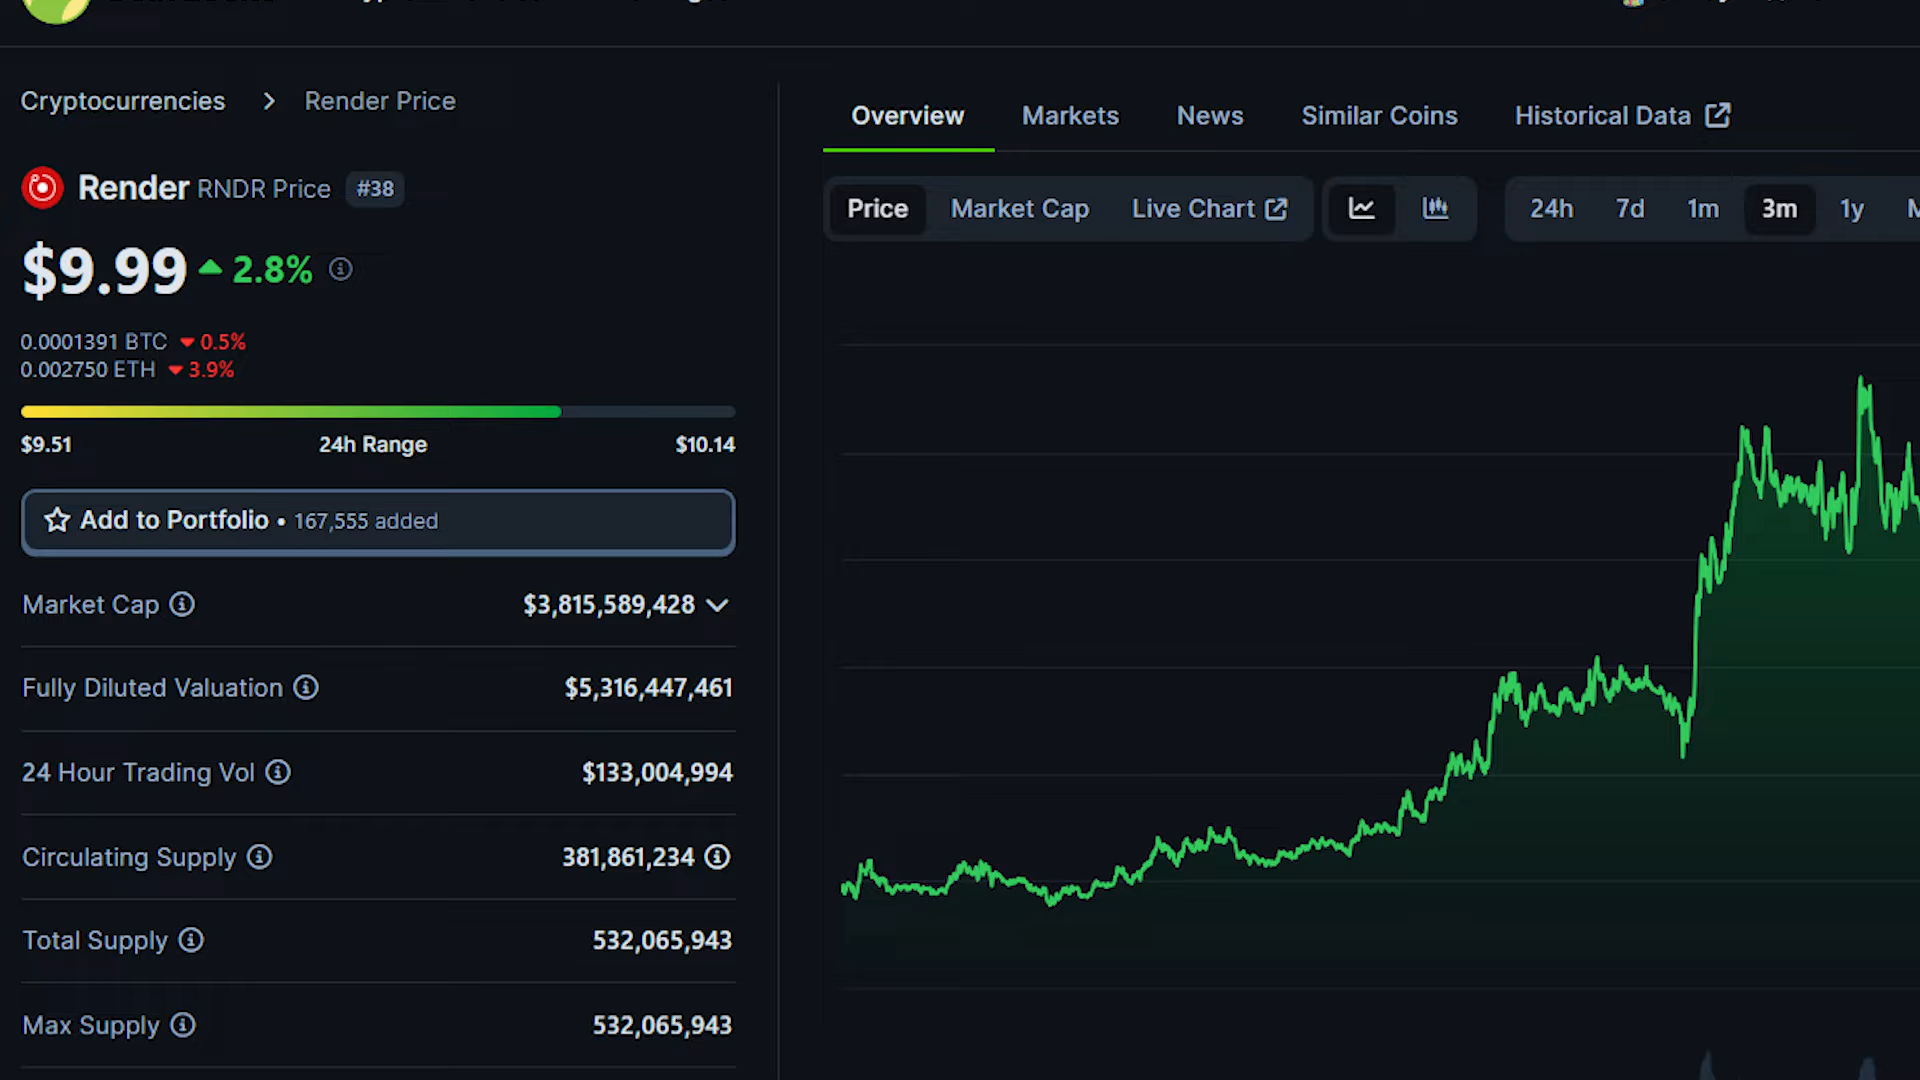 Cryptocurrencies > Render Price
Render RNDR Price #38
$9.99 2.8%
0.0001391 BTC 0.5%
0.002750 ETH 3.9%
$9.51 24h Range $10.14
Add to Portfolio • 167,555 added
Market Cap $3,815,589,428
Fully Diluted Valuation $5,316,447,461
24 Hour Trading Vol $133,004,994
Circulating Supply 381,861,234
Total Supply 532,065,943
Max Supply 532,065,943
Overview Markets News Similar Coins Historical Data
Price Market Cap Live Chart 24h 7d 1m 3m 1y